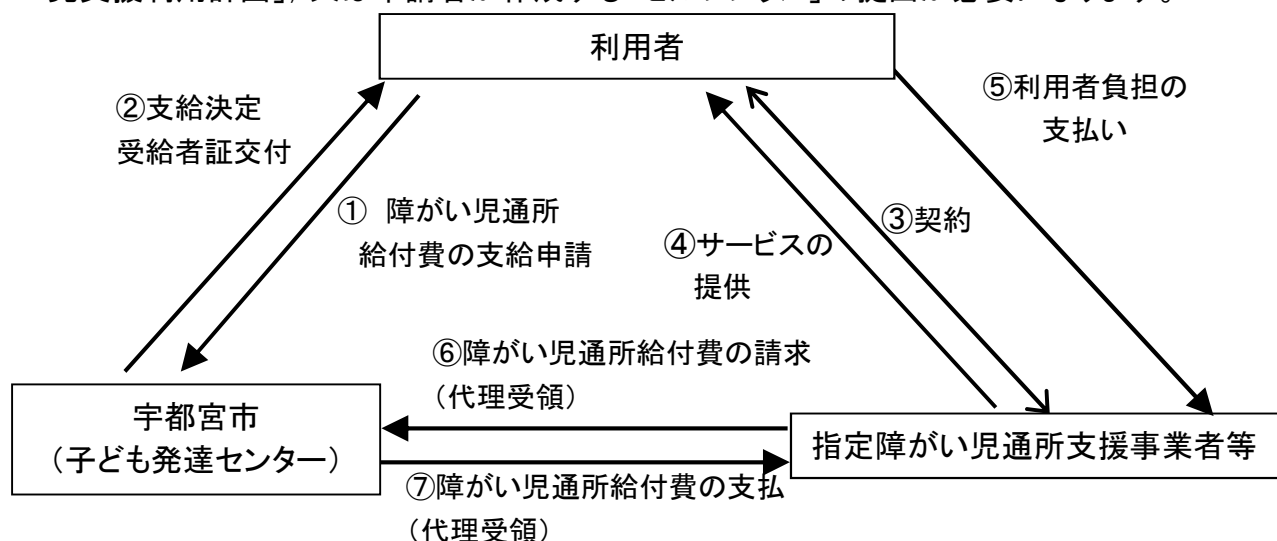 利用者
②支給決定
受給者証交付
⑤利用者負担の
支払い
① 障がい児通所
給付費の支給申請
③契約
④サービスの
提供
⑥障がい児通所給付費の請求
（代理受領）
宇都宮市
（子ども発達センター）
指定障がい児通所支援事業者等
⑦障がい児通所給付費の支払
（代理受領）